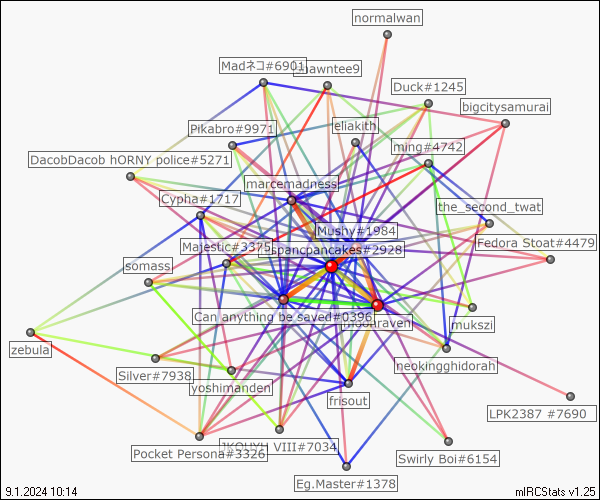 normalwan
Madネコ#6901
shawntee9
Duck#1245
bigcitysamurai
Pikabro#9971
eliakith
ming#4742
DacobDacob hORNY police#5271
marcemadness
Cypha#1717
the_second_twat
Mushy#1984
Majestic#3375
spancpancakes#2928
Fedora Stoat#4479
somass
Can anything be saved#0396
moonraven
mukszi
zebula
neokingghidorah
Silver#7938
yoshimanden
frisout
LPK2387 #7690
Pocket Persona#3326
VIII#7034
Swirly Boi#6154
Eg.Master#1378
9.1.2024 10:14
mIRCStats v1.25